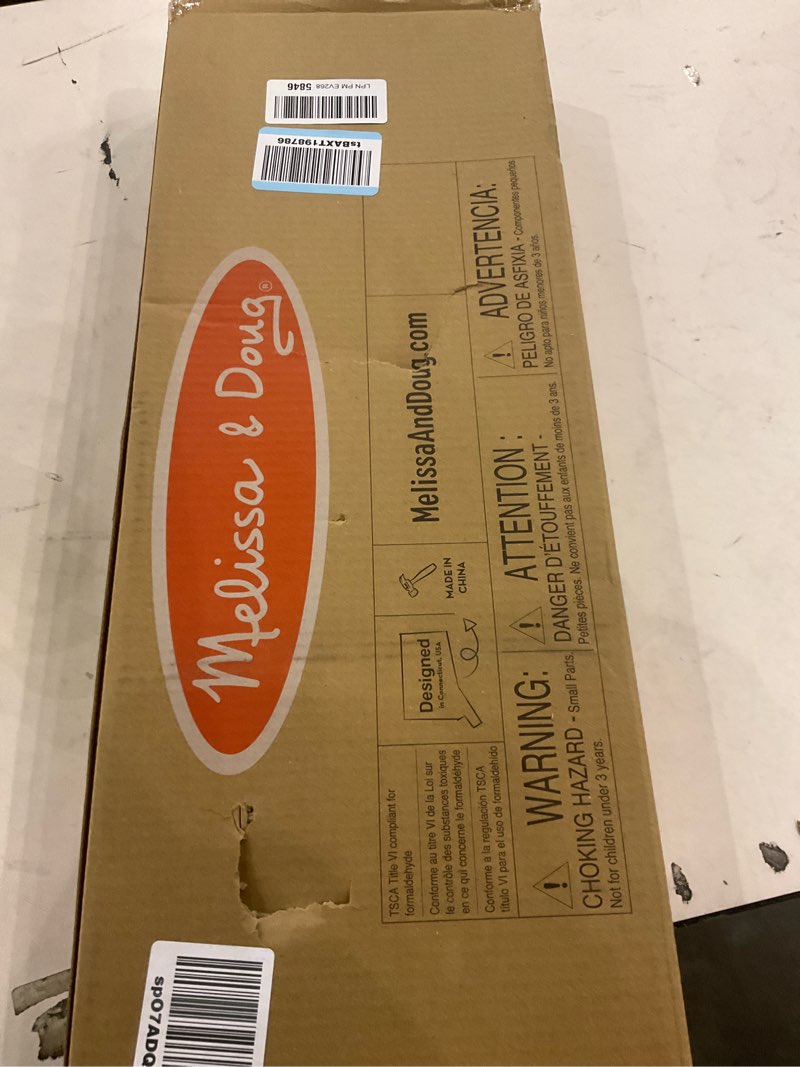 LPN PM EV268 5846
tsBAXT198786
Melissa & Doug®
TSCA Title VI compliant for
formaldehyde
Conforme au titre VI de la Loi sur
le contrôle des substances toxiques
en ce qui concerne le formaldéhyde
Conforme a la regulación TSCA
título VI para el uso de formaldehído
Designed
in Connecticut, USA
MADE IN
CHINA
MelissaAndDoug.com
WARNING:
CHOKING HAZARD - Small Parts.
Not for children under 3 years.
ATTENTION :
DANGER D'ÉTOUFFEMENT -
Petites pièces. Ne convient pas aux enfants de moins de 3 ans.
ADVERTENCIA:
PELIGRO DE ASFIXIA - Componentes pequeños.
No apto para niños menores de 3 años.
spO7ADQ